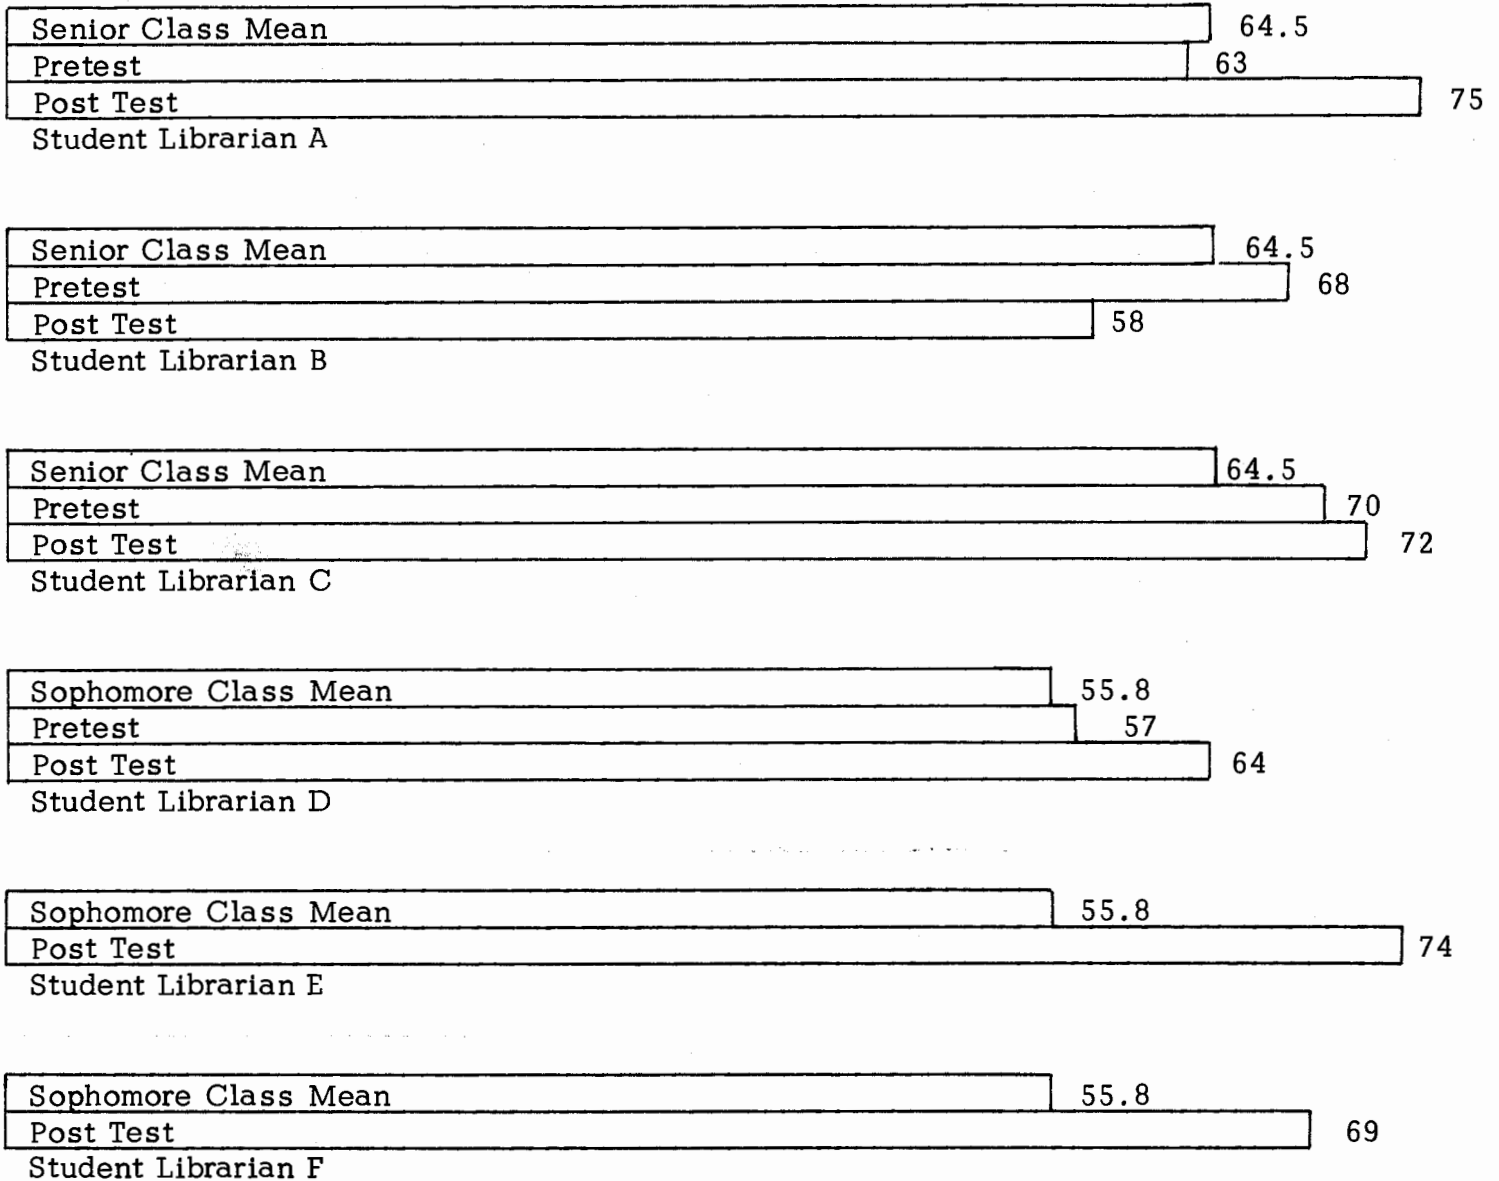 Senior Class Mean 64.5
Pretest 63
Post Test 75
Student Librarian A
Senior Class Mean 64.5
Pretest 68
Post Test 58
Student Librarian B
Senior Class Mean 64.5
Pretest 70
Post Test 72
Student Librarian C
Sophomore Class Mean 55.8
Pretest 57
Post Test 64
Student Librarian D
Sophomore Class Mean 55.8
Post Test 74
Student Librarian E
Sophomore Class Mean 55.8
Post Test 69
Student Librarian F